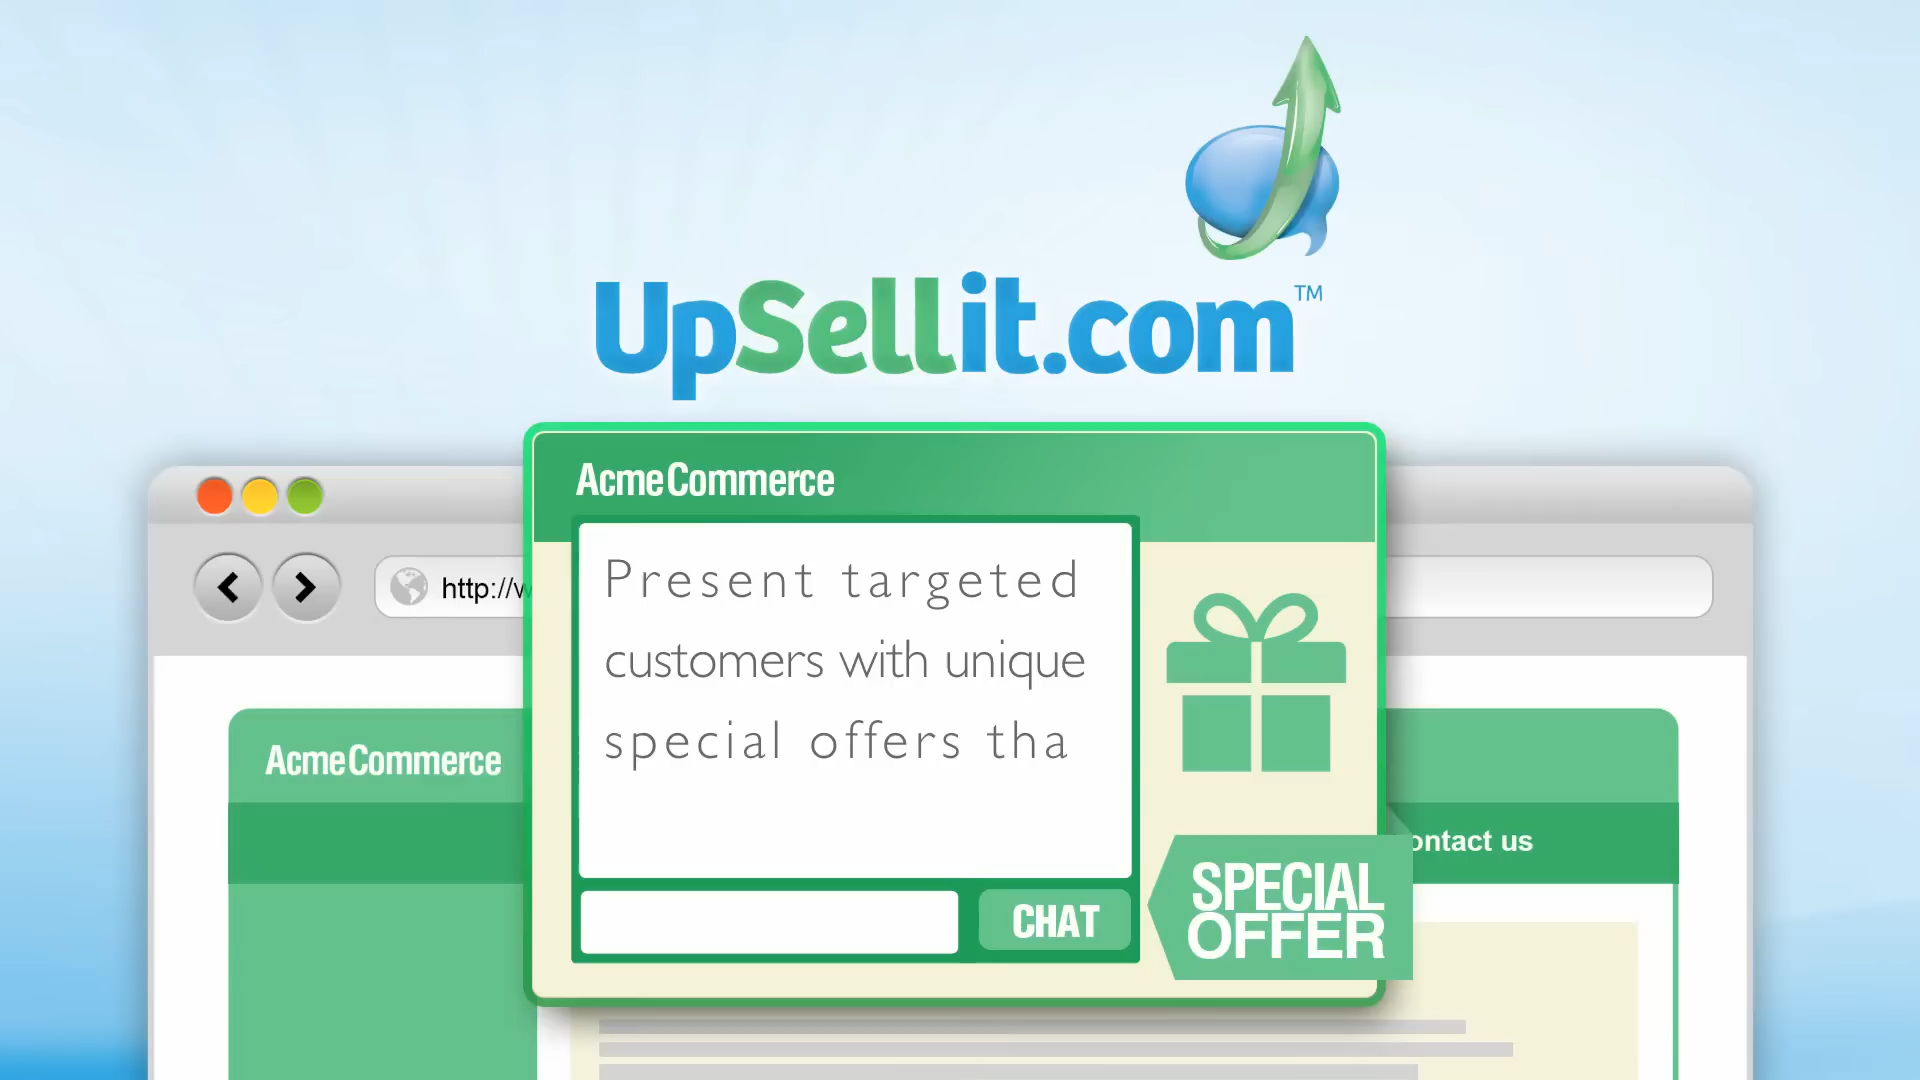 UpSellit.com™
AcmeCommerce
http://w
Present targeted
customers with unique
special offers tha
AcmeCommerce
ontact us
SPECIAL
OFFER
CHAT